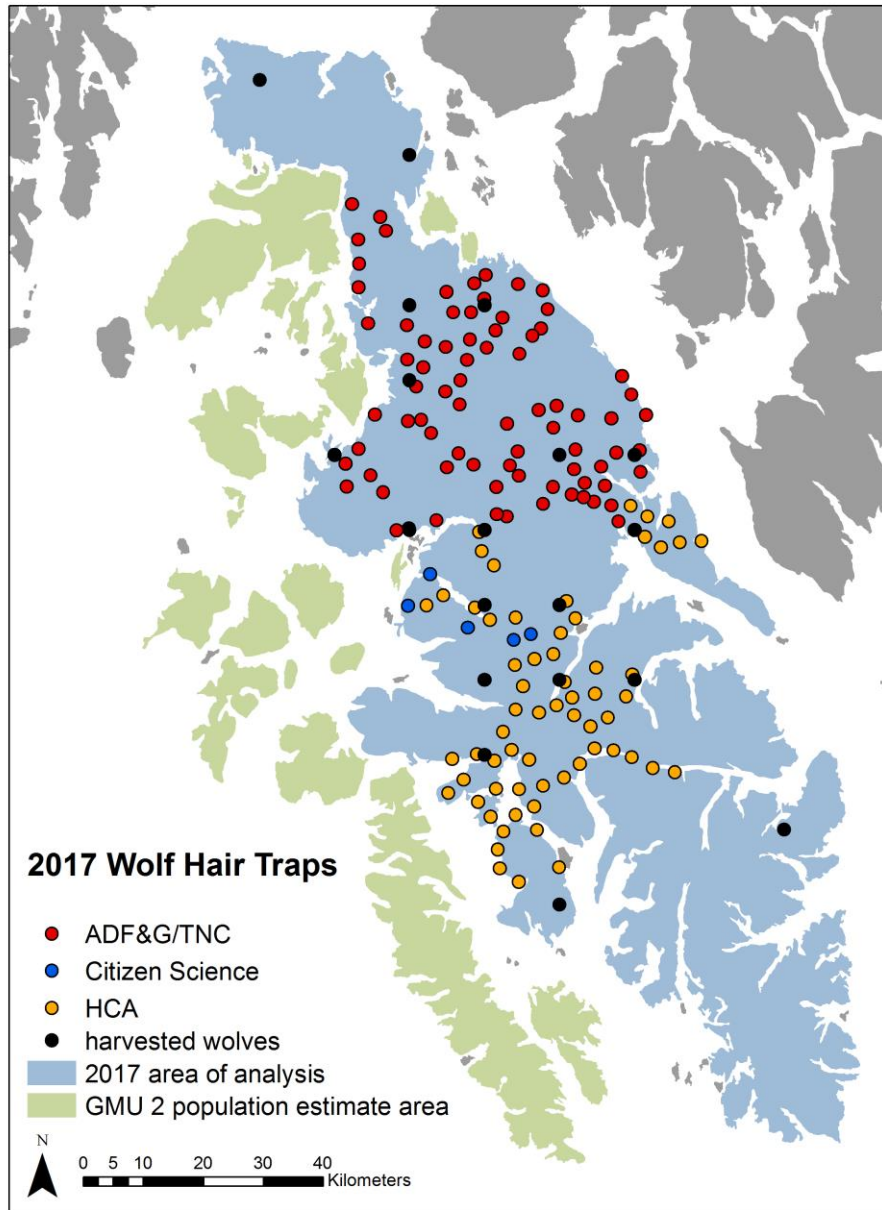 2017 Wolf Hair Traps
ADF&G/TNC
Citizen Science
HCA
harvested wolves
2017 area of analysis
GMU 2 population estimate area
N
0 5 10 20 30 40
Kilometers